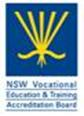 NSW Vocational
Education & Training
Accreditation Board